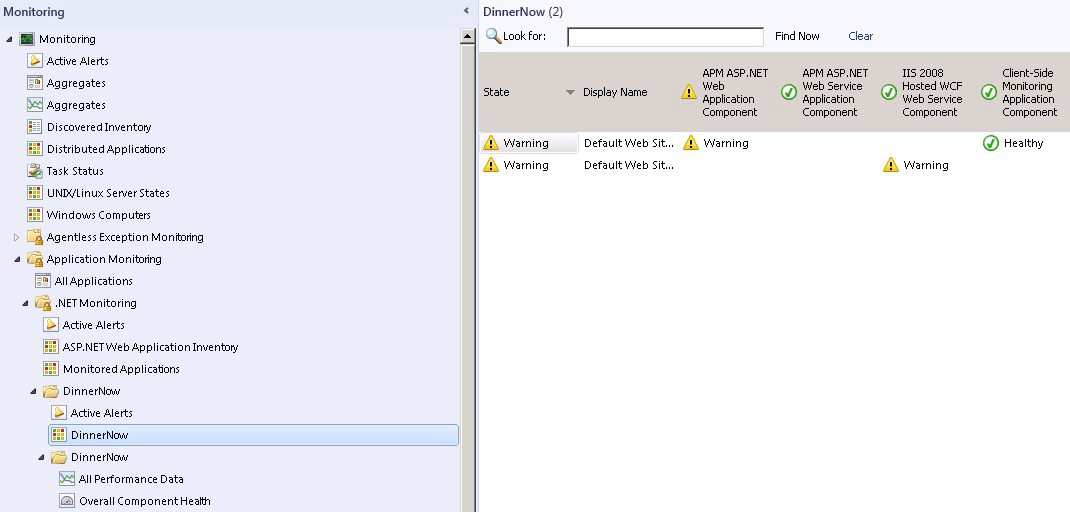 Monitoring
Monitoring
Active Alerts
Aggregates
Aggregates
Discovered Inventory
Distributed Applications
Task Status
UNIX/Linux Server States
Windows Computers
Agentless Exception Monitoring
Application Monitoring
All Applications
.NET Monitoring
Active Alerts
ASP.NET Web Application Inventory
Monitored Applications
DinnerNow
Active Alerts
DinnerNow
DinnerNow
All Performance Data
Overall Component Health
DinnerNow (2)
Look for: Find Now Clear
State
Display Name
APM ASP.NET
Web
Application
Component
APM ASP.NET
Web Service
Application
Component
IIS 2008
Hosted WCF
Web Service
Component
Client-Side
Monitoring
Application
Component
Warning Default Web Sit... Warning Healthy
Warning Default Web Sit... Warning